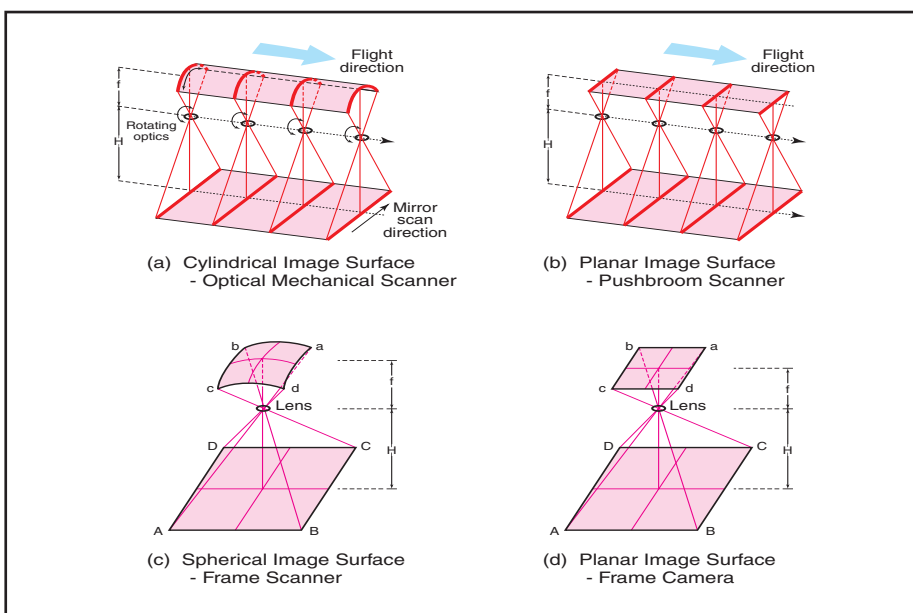 Flight
direction
f
H
Rotating
optics
Mirror
scan
direction
(a) Cylindrical Image Surface
- Optical Mechanical Scanner
Flight
direction
f
H
(b) Planar Image Surface
- Pushbroom Scanner
b
a
c
d
f
Lens
H
D
C
A
B
(c) Spherical Image Surface
- Frame Scanner
b
a
c
d
f
Lens
H
D
C
A
B
(d) Planar Image Surface
- Frame Camera